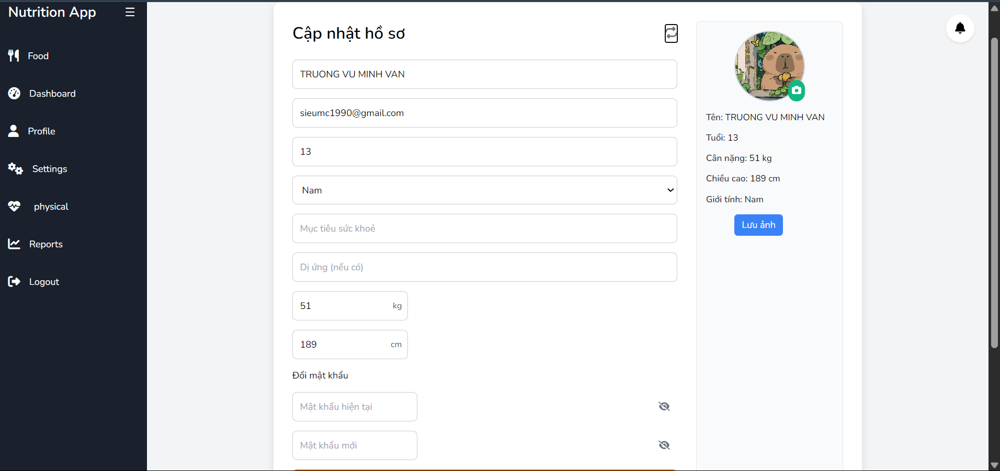 Nutrition App
Food
Dashboard
Profile
Settings
physical
Reports
Logout
Cập nhật hồ sơ
TRUONG VU MINH VAN
sieumc1990@gmail.com
13
Nam
Mục tiêu sức khoẻ
Dị ứng (nếu có)
51 kg
189 cm
Đổi mật khẩu
Mật khẩu hiện tại
Mật khẩu mới
Tên: TRUONG VU MINH VAN
Tuổi: 13
Cân nặng: 51 kg
Chiều cao: 189 cm
Giới tính: Nam
Lưu ảnh